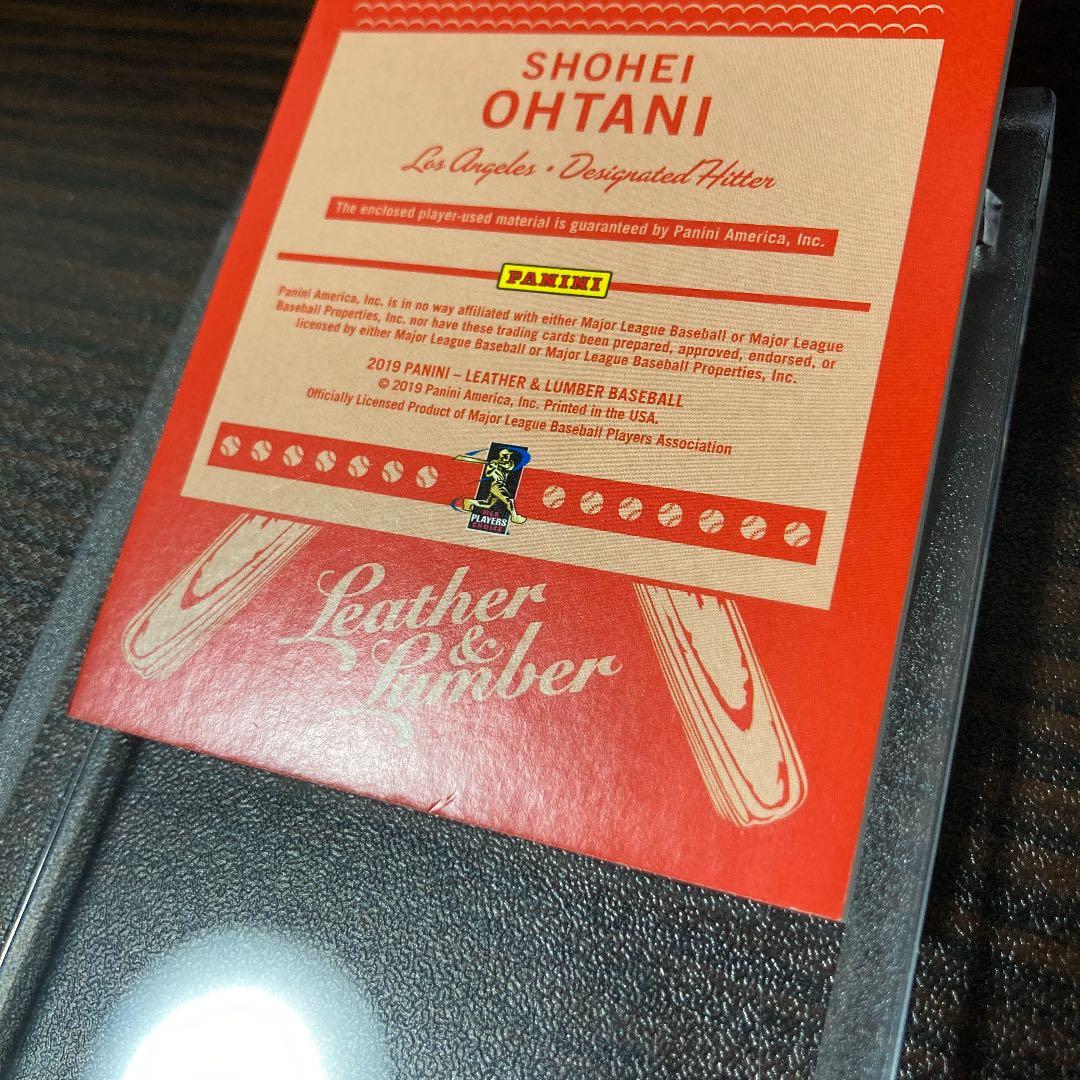 SHOHEI
OHTANI
Los Angeles • Designated Hitter
The enclosed player-used material is guaranteed by Panini America, Inc.
PANINI
Panini America, Inc. is in no way affiliated with either Major League Baseball or Major League
Baseball Properties, Inc. nor have these trading cards been prepared, approved, endorsed, or
licensed by either Major League Baseball or Major League Baseball Properties, Inc.
2019 PANINI – LEATHER & LUMBER BASEBALL
© 2019 Panini America, Inc. Printed in the USA.
Officially Licensed Product of Major League Baseball Players Association
MLB
PLAYERS
CHOICE
Leather
&
Lumber